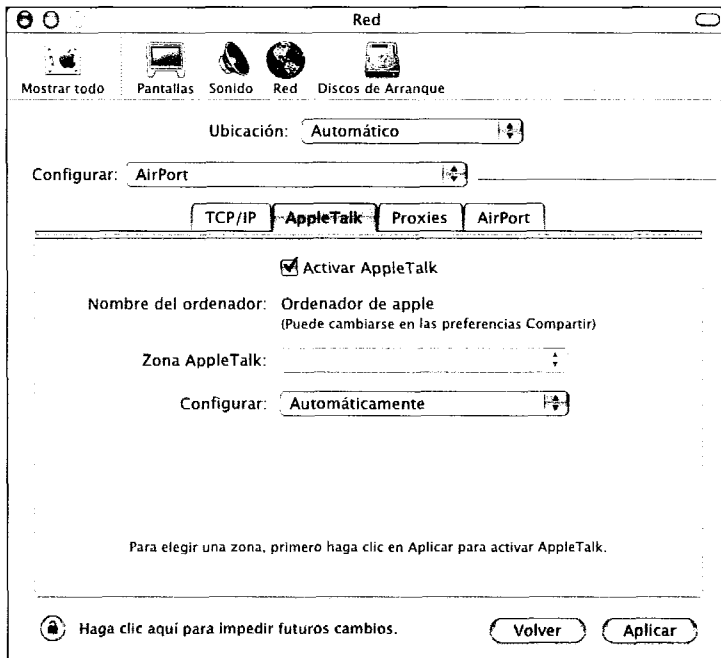 Red
Mostrar todo Pantallas Sonido Red Discos de Arranque
Ubicación: Automático
Configurar: AirPort
TCP/IP AppleTalk Proxies AirPort
Activar AppleTalk
Nombre del ordenador: Ordenador de apple
(Puede cambiarse en las preferencias Compartir)
Zona AppleTalk:
Configurar: Automáticamente
Para elegir una zona, primero haga clic en Aplicar para activar AppleTalk.
Haga clic aquí para impedir futuros cambios. Volver Aplicar